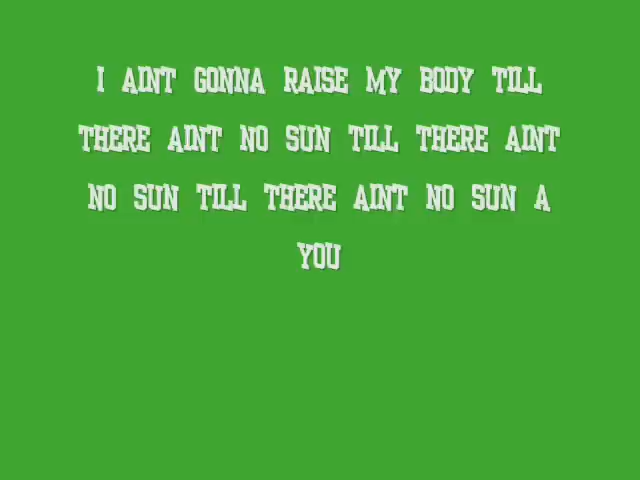 I AINT GONNA RAISE MY BODY TILL
THERE AINT NO SUN TILL THERE AINT
NO SUN TILL THERE AINT NO SUN A
YOU